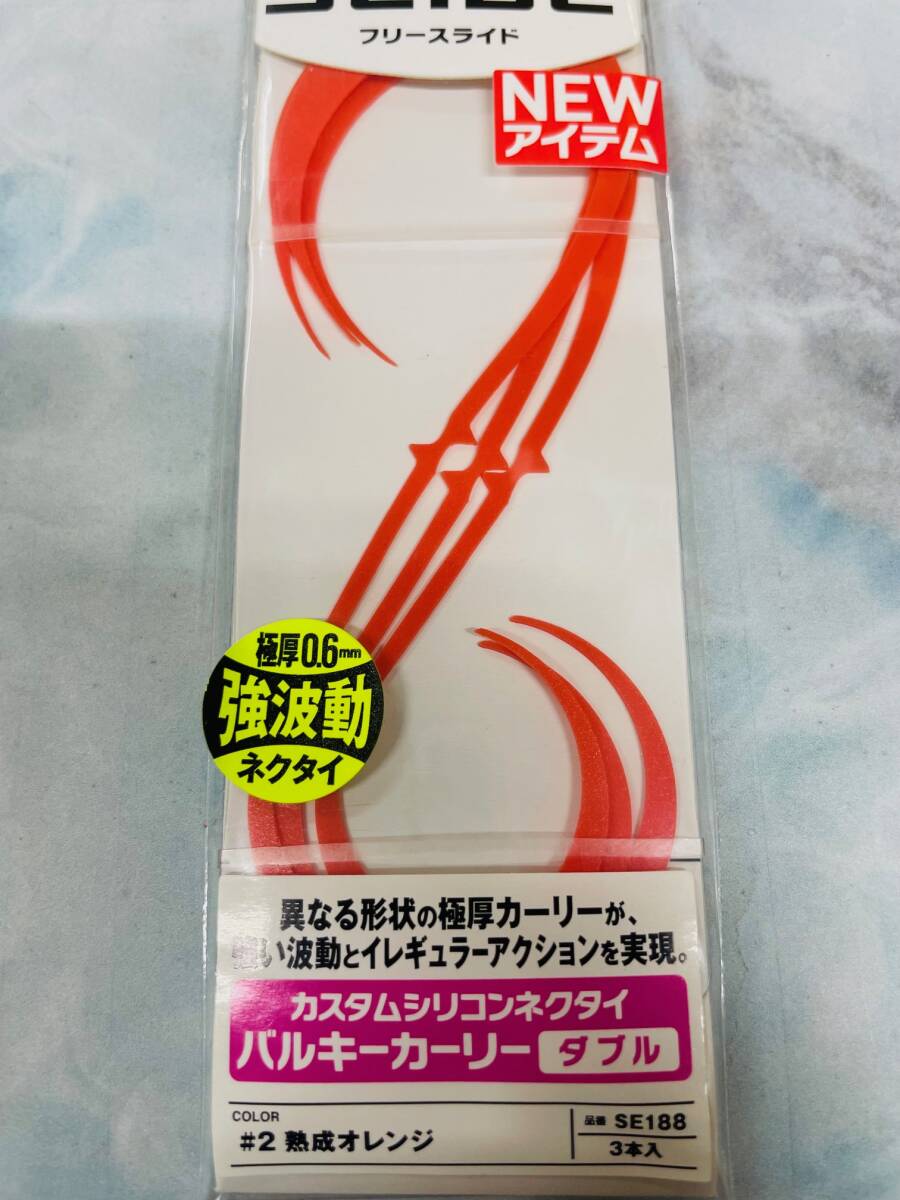 フリースライド
NEW
アイテム
極厚0.6mm
強波動
ネクタイ
異なる形状の極厚カーリーが、
強い波動とイレギュラーアクションを実現。
カスタムシリコンネクタイ
バルキーカーリー ダブル
COLOR
#2 熟成オレンジ
品番 SE188
3本入